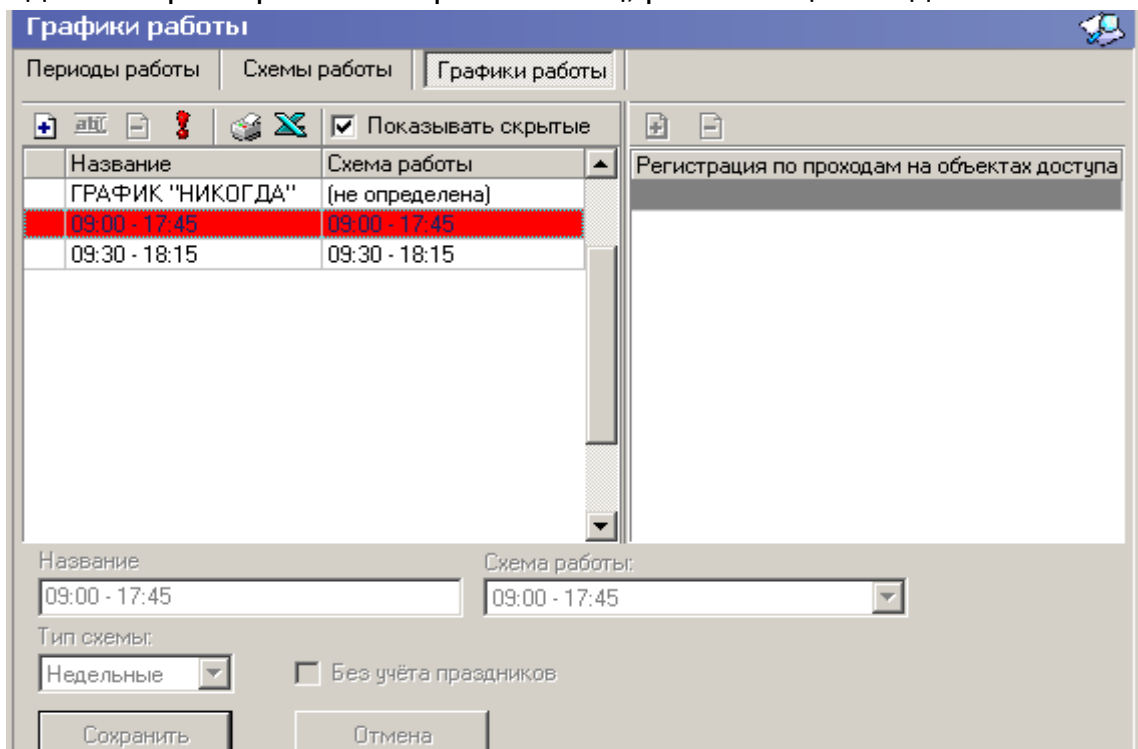 Графики работы
Периоды работы Схемы работы Графики работы
Показывать скрытые
Название Схема работы
ГРАФИК "НИКОГДА" (не определена)
09:00 - 17:45 09:00 - 17:45
09:30 - 18:15 09:30 - 18:15
Регистрация по проходам на объектах доступа
Название Схема работы:
09:00 - 17:45 09:00 - 17:45
Тип схемы:
Недельные Без учёта праздников
Сохранить Отмена